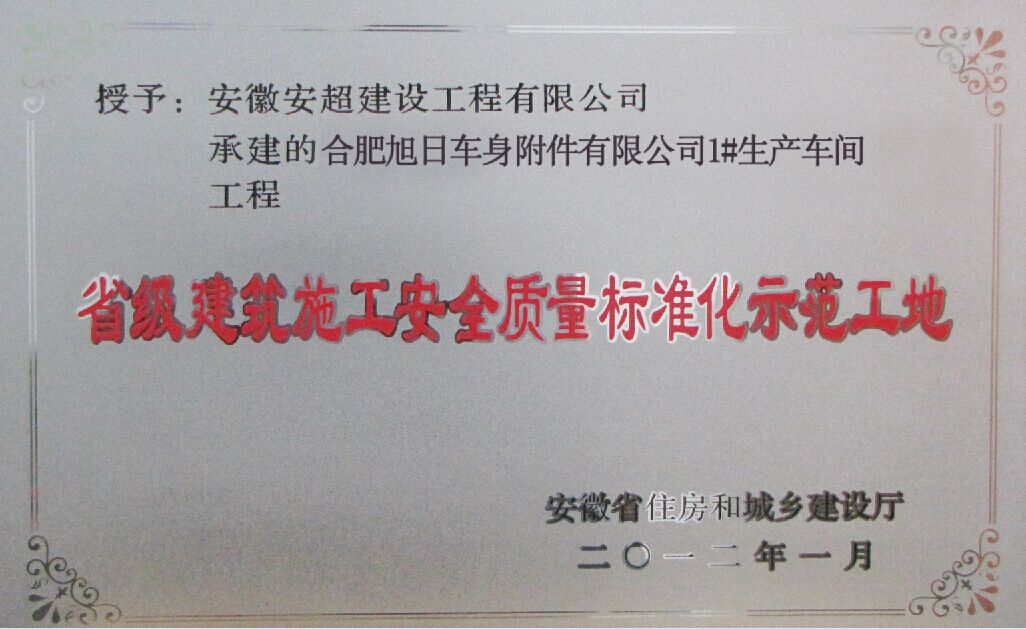 授予：安徽安超建设工程有限公司
承建的合肥旭日车身附件有限公司1#生产车间
工程
省级建筑施工安全质量标准化示范工地
安徽省住房和城乡建设厅
二〇一二年一月